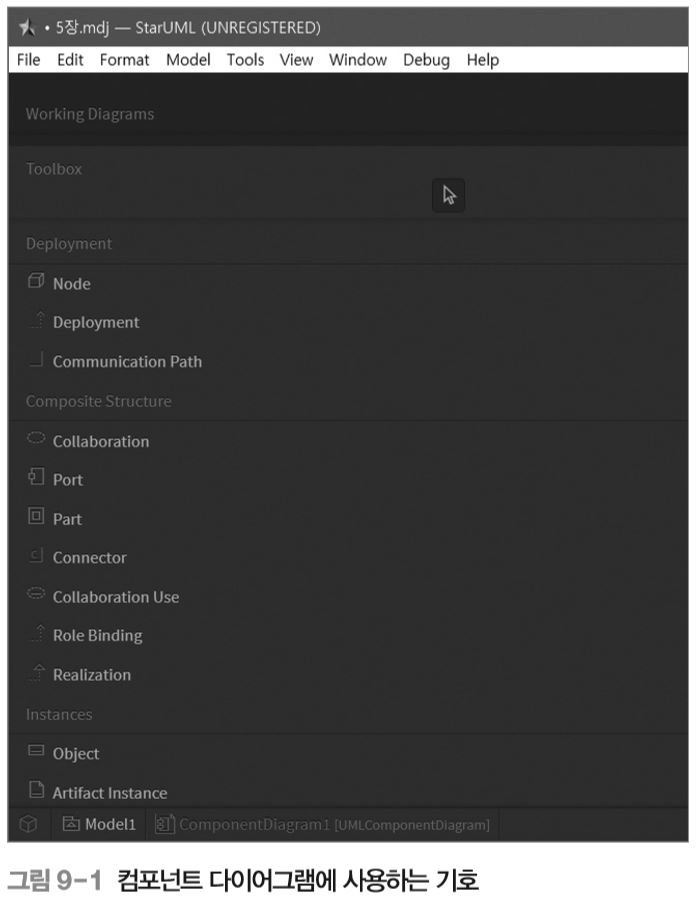 • 5장.mdj — StarUML (UNREGISTERED)
File Edit Format Model Tools View Window Debug Help
Working Diagrams
Toolbox
Deployment
Node
Deployment
Communication Path
Composite Structure
Collaboration
Port
Part
Connector
Collaboration Use
Role Binding
Realization
Instances
Object
Artifact Instance
Model1 ComponentDiagram1 [UMLComponentDiagram]
그림 9-1 컴포넌트 다이어그램에 사용하는 기호